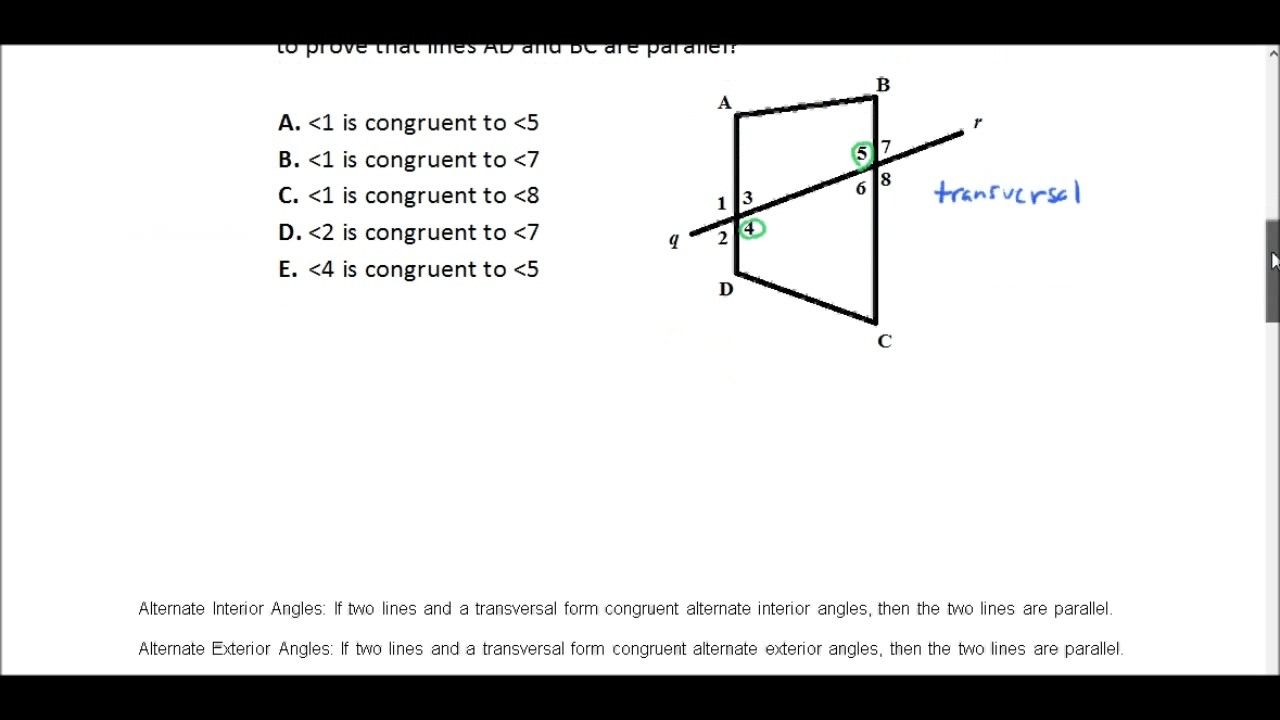 to prove that lines AD and BC are parallel?
A. <1 is congruent to <5
B. <1 is congruent to <7
C. <1 is congruent to <8
D. <2 is congruent to <7
E. <4 is congruent to <5
B
A
r
5 7
6 8
transversal
1 3
q 2 4
D
C
Alternate Interior Angles: If two lines and a transversal form congruent alternate interior angles, then the two lines are parallel.
Alternate Exterior Angles: If two lines and a transversal form congruent alternate exterior angles, then the two lines are parallel.